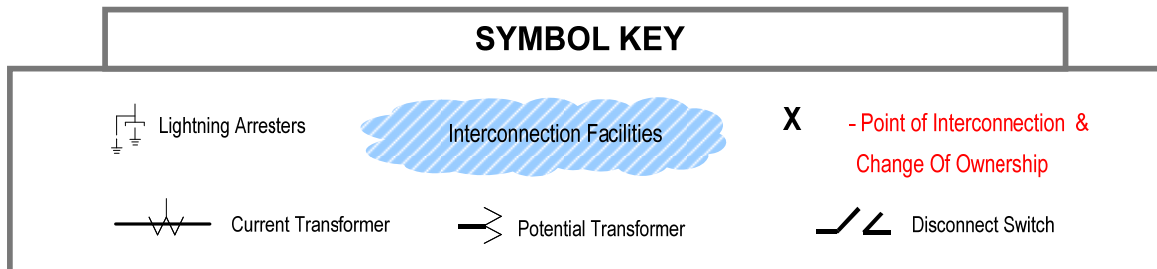 SYMBOL KEY
Lightning Arresters
Interconnection Facilities
X
- Point of Interconnection &
Change Of Ownership
Current Transformer
Potential Transformer
Disconnect Switch